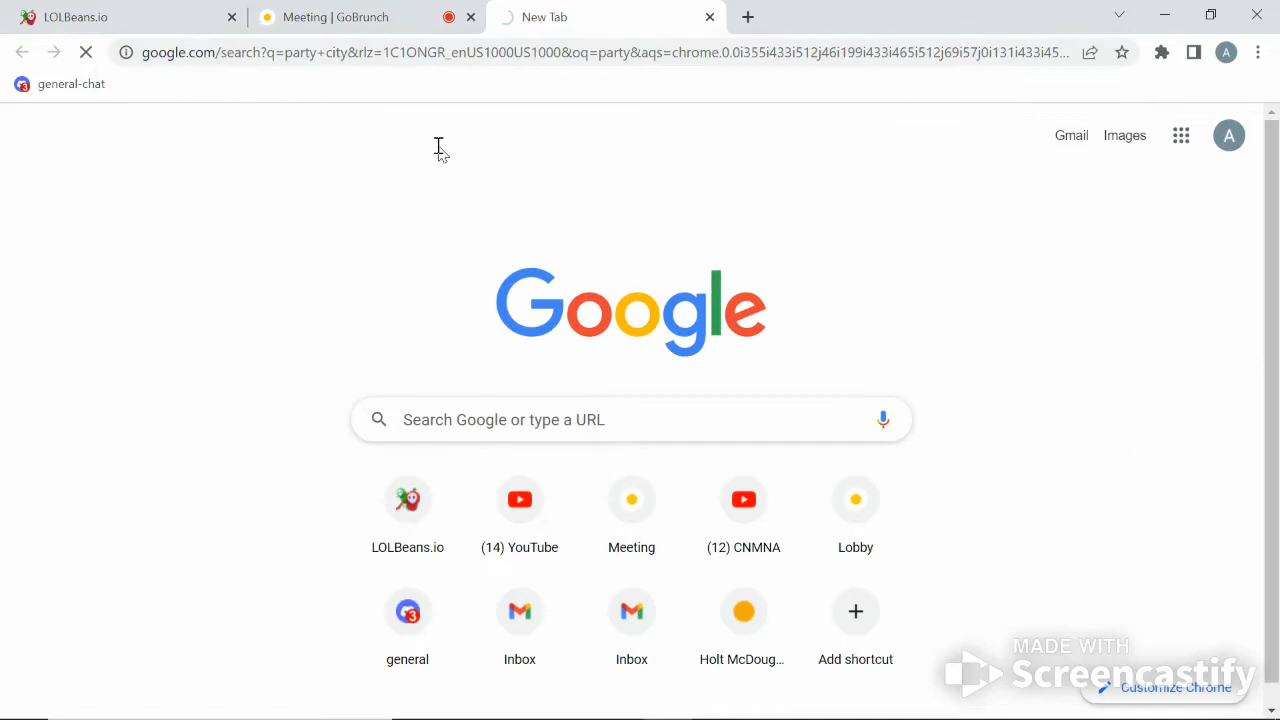 LOLBeans.io
Meeting | GoBrunch
New Tab
google.com/search?q=party+city&rlz=1C1ONGR_enUS1000US1000&oq=party&aqs=chrome.0.0i355i433i512j46i199i433i465i512j69i57j0i131i433i45...
general-chat
Gmail Images A
A
Google
Search Google or type a URL
LOLBeans.io (14) YouTube Meeting (12) CNMNA Lobby
general Inbox Inbox Holt McDoug... Add shortcut
MADE WITH
Screencastify
Customize Chrome